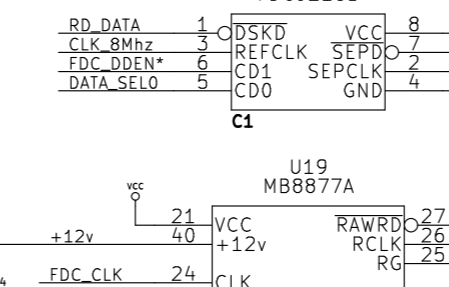 RD_DATA 1 DSKD VCC 8
CLK_8Mhz 3 REFCLK SEPD 7
FDC_DDEN* 6 CD1 SEPCLK 2
DATA_SEL0 5 CD0 GND 4
C1
U19
MB8877A
VCC
21 VCC RAWRD 27
+12v 40 +12v RCLK 26
RG 25
FDC_CLK 24 CLK